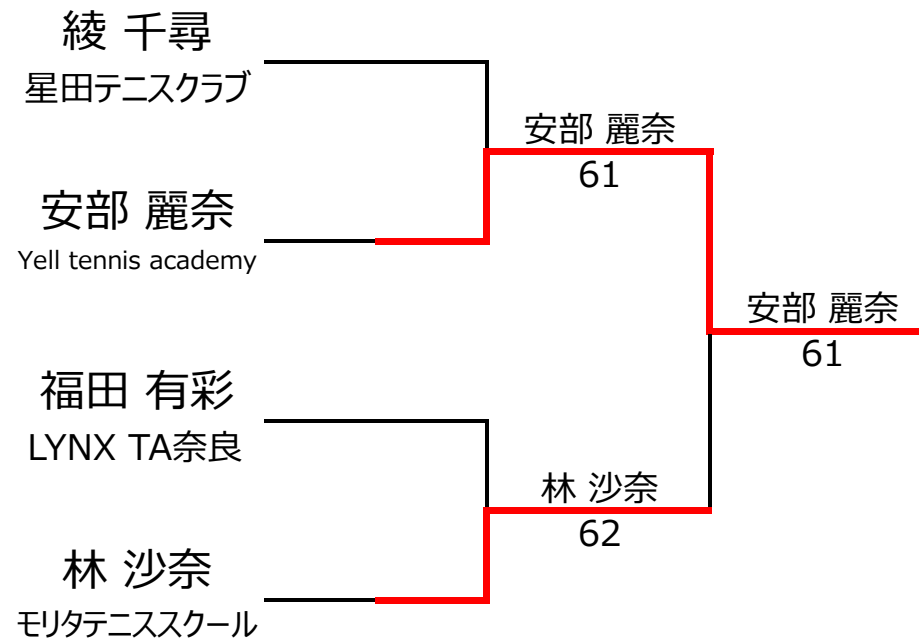 綾 千尋
星田テニスクラブ
安部 麗奈
61
安部 麗奈
Yell tennis academy
安部 麗奈
61
福田 有彩
LYNX TA奈良
林 沙奈
62
林 沙奈
モリタテニススクール